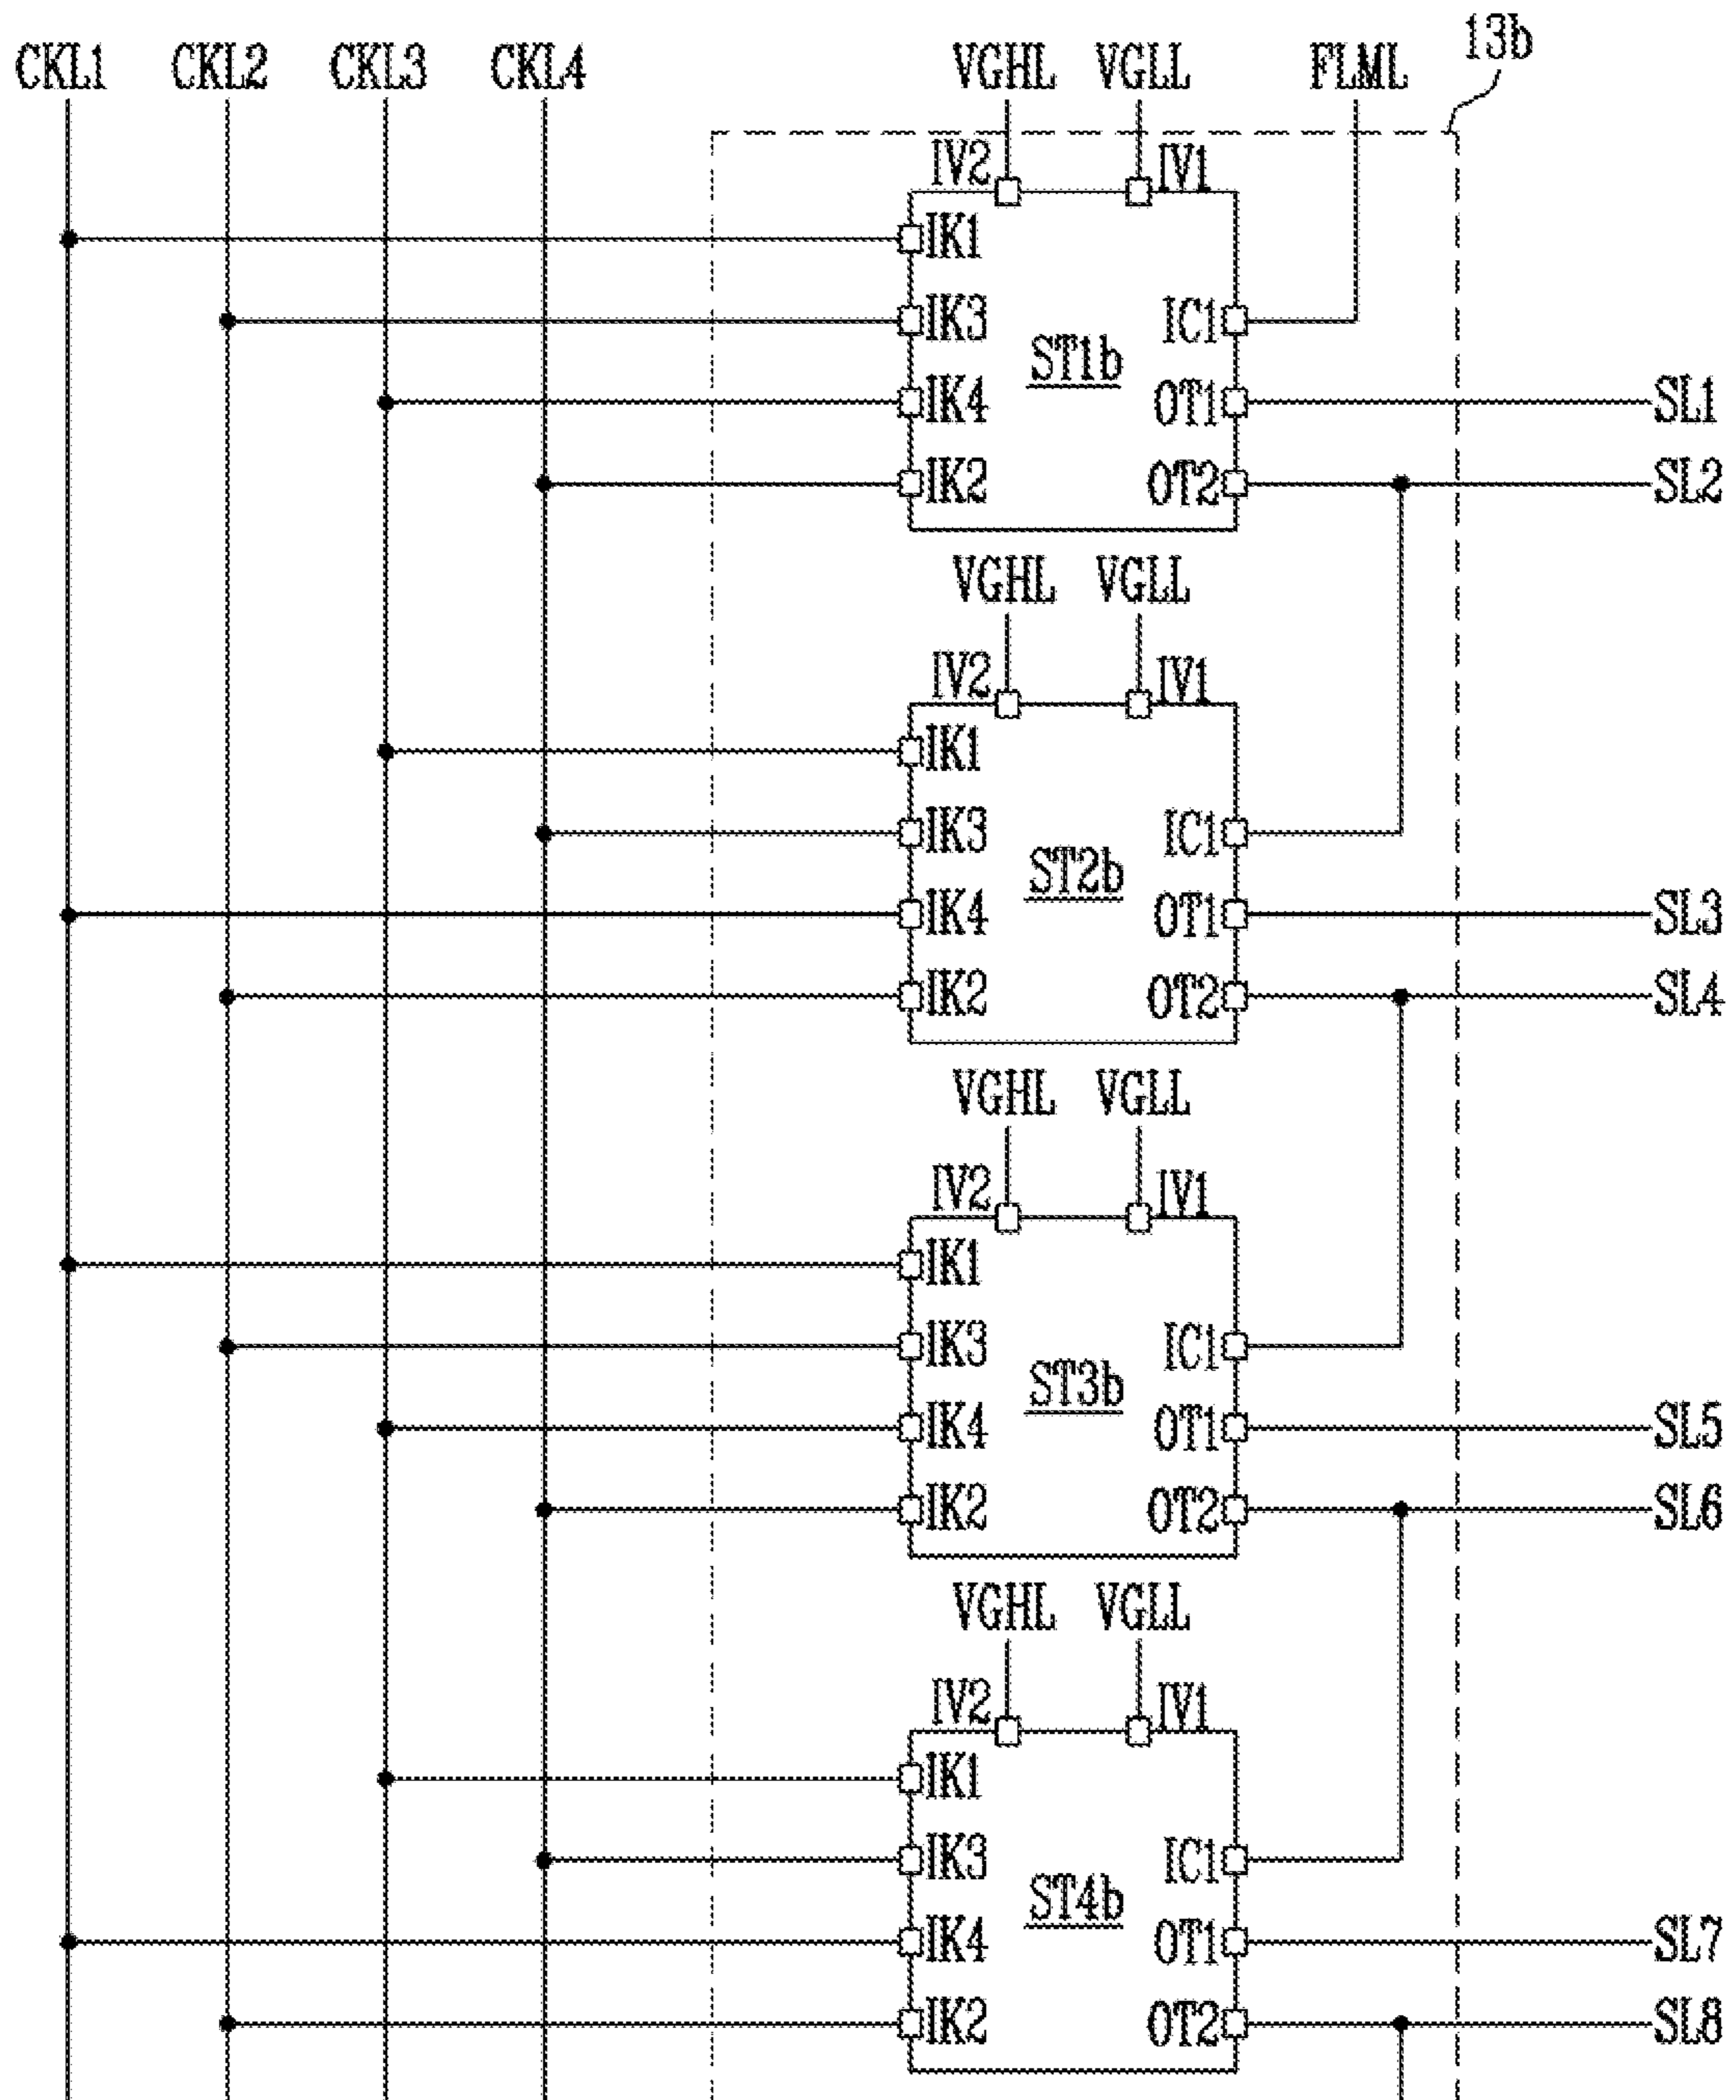 13b
CKL1 CKL2 CKL3 CKL4 VGHL VGLL FLML
IV2 IV1
IK1
IK3 IC1
ST1b
IK4 OT1 SL1
IK2 OT2 SL2
VGHL VGLL
IV2 IV1
IK1
IK3 IC1
ST2b
IK4 OT1 SL3
IK2 OT2 SL4
VGHL VGLL
IV2 IV1
IK1
IK3 IC1
ST3b
IK4 OT1 SL5
IK2 OT2 SL6
VGHL VGLL
IV2 IV1
IK1
IK3 IC1
ST4b
IK4 OT1 SL7
IK2 OT2 SL8